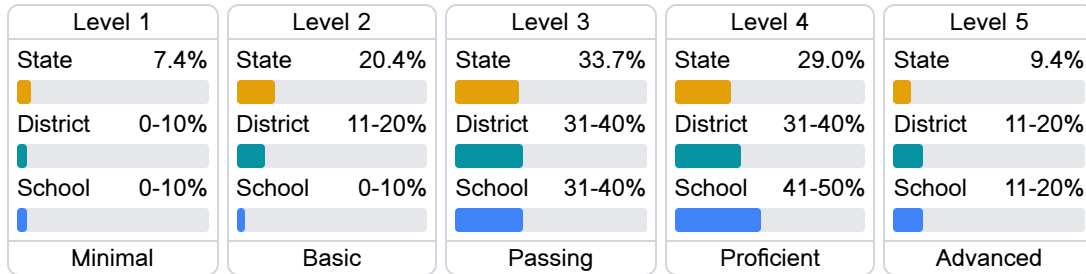 Level 1
State 7.4%
District 0-10%
School 0-10%
Minimal
Level 2
State 20.4%
District 11-20%
School 0-10%
Basic
Level 3
State 33.7%
District 31-40%
School 31-40%
Passing
Level 4
State 29.0%
District 31-40%
School 41-50%
Proficient
Level 5
State 9.4%
District 11-20%
School 11-20%
Advanced